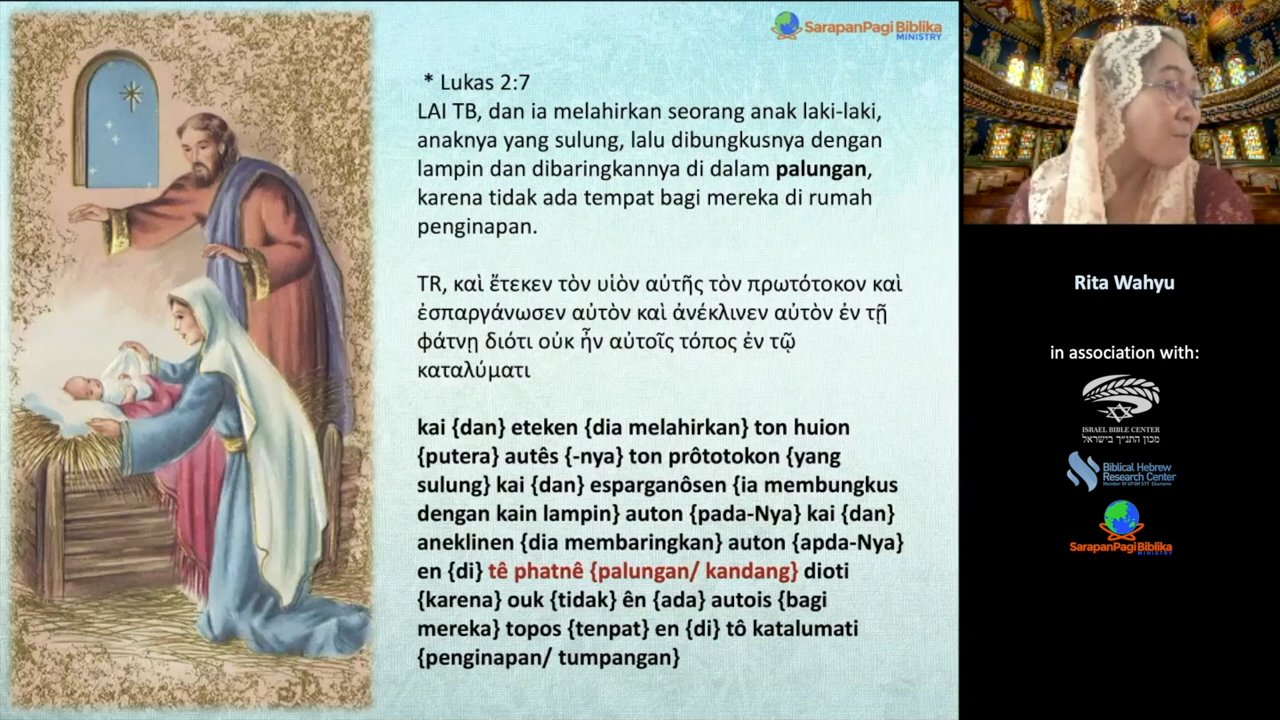 SarapanPagi Biblika
MINISTRY
* Lukas 2:7
LAI TB, dan ia melahirkan seorang anak laki-laki,
anaknya yang sulung, lalu dibungkusnya dengan
lampin dan dibaringkannya di dalam palungan,
karena tidak ada tempat bagi mereka di rumah
penginapan.
TR, καὶ ἔτεκεν τὸν υἱὸν αὐτῆς τὸν πρωτότοκον καὶ
ἐσπαργάνωσεν αὐτὸν καὶ ἀνέκλινεν αὐτὸν ἐν τῇ
φάτνῃ διότι οὐκ ἦν αὐτοῖς τόπος ἐν τῷ
καταλύματι
kai {dan} eteken {dia melahirkan} ton huion
{putera} autês {-nya} ton prôtotokon {yang
sulung} kai {dan} esparganôsen {ia membungkus
dengan kain lampin} auton {pada-Nya} kai {dan}
aneklinen {dia membaringkan} auton {apda-Nya}
en {di} tê phatnê {palungan/ kandang} dioti
{karena} ouk {tidak} ên {ada} autois {bagi
mereka} topos {tenpat} en {di} tô katalumati
{penginapan/ tumpangan}
Rita Wahyu
in association with:
ISRAEL BIBLE CENTER
מכון התנ״ך בישראל
Biblical Hebrew
Research Center
SarapanPagi Biblika
MINISTRY